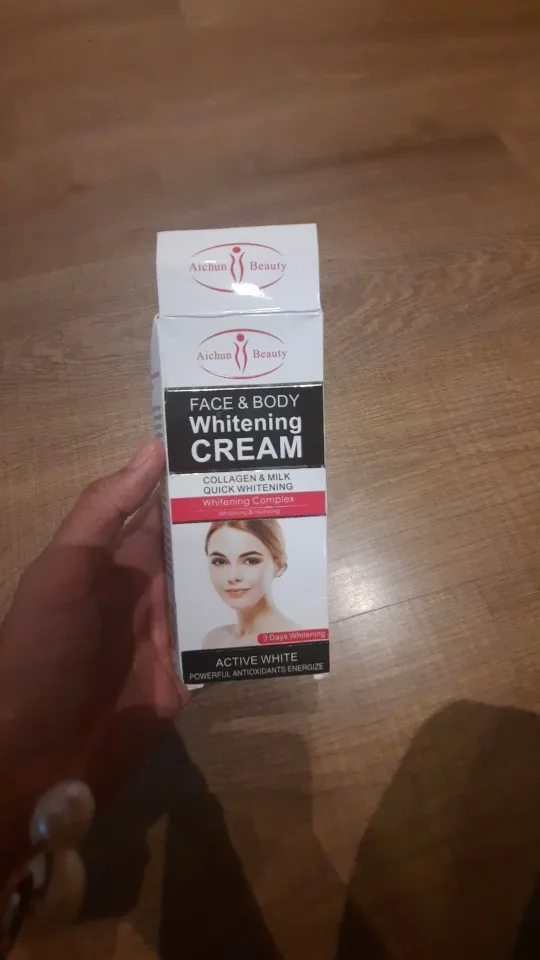 Aichun Beauty
Aichun Beauty
FACE & BODY
Whitening
CREAM
COLLAGEN & MILK
QUICK WHITENING
Whitening Complex
3 Days Whitening
ACTIVE WHITE
POWERFUL ANTIOXIDANTS ENERGIZE